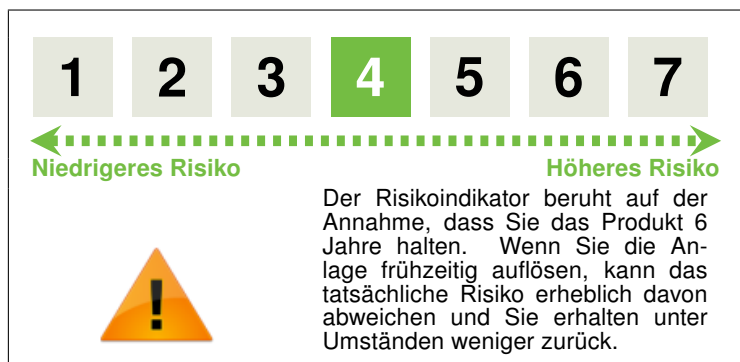 1 2 3 4 5 6 7
Niedrigeres Risiko Höheres Risiko
Der Risikoindikator beruht auf der
Annahme, dass Sie das Produkt 6
Jahre halten. Wenn Sie die An-
lage frühzeitig auflösen, kann das
tatsächliche Risiko erheblich davon
abweichen und Sie erhalten unter
Umständen weniger zurück.
!